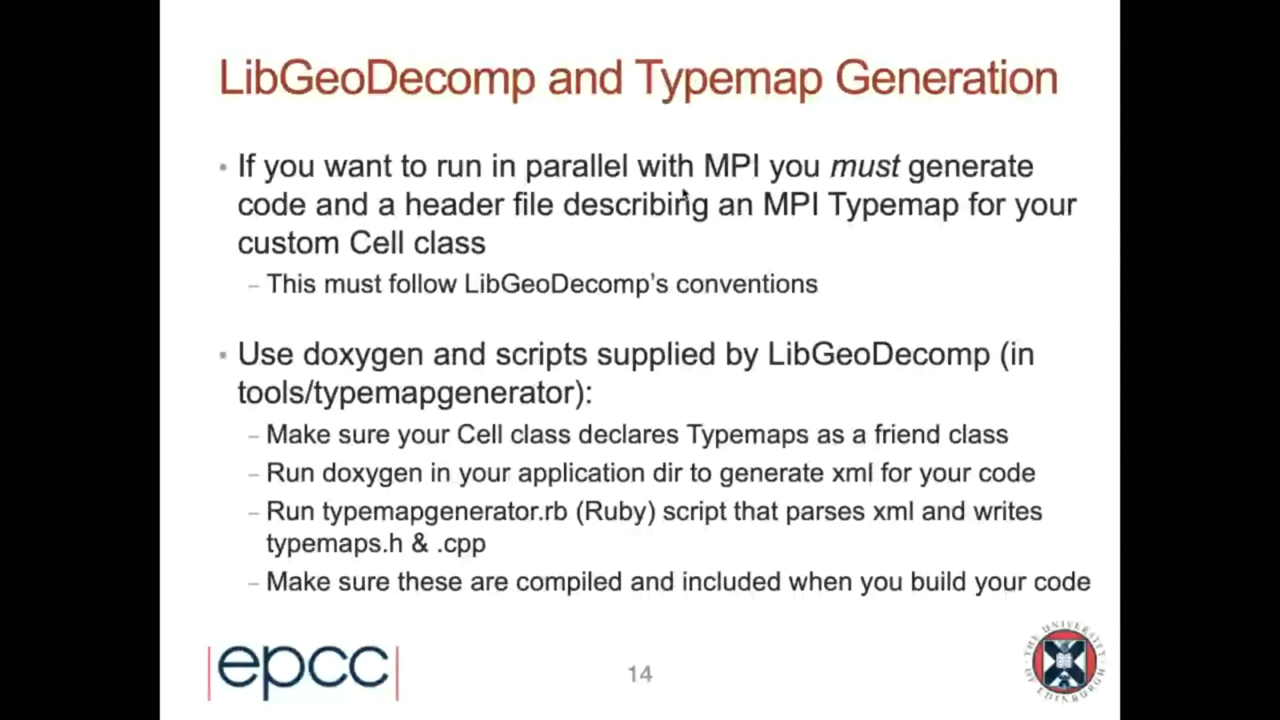 LibGeoDecomp and Typemap Generation
• If you want to run in parallel with MPI you must generate
code and a header file describing an MPI Typemap for your
custom Cell class
– This must follow LibGeoDecomp's conventions
• Use doxygen and scripts supplied by LibGeoDecomp (in
tools/typemapgenerator):
– Make sure your Cell class declares Typemaps as a friend class
– Run doxygen in your application dir to generate xml for your code
– Run typemapgenerator.rb (Ruby) script that parses xml and writes
typemaps.h & .cpp
– Make sure these are compiled and included when you build your code
epcc
14
THE UNIVERSITY
OF EDINBURGH